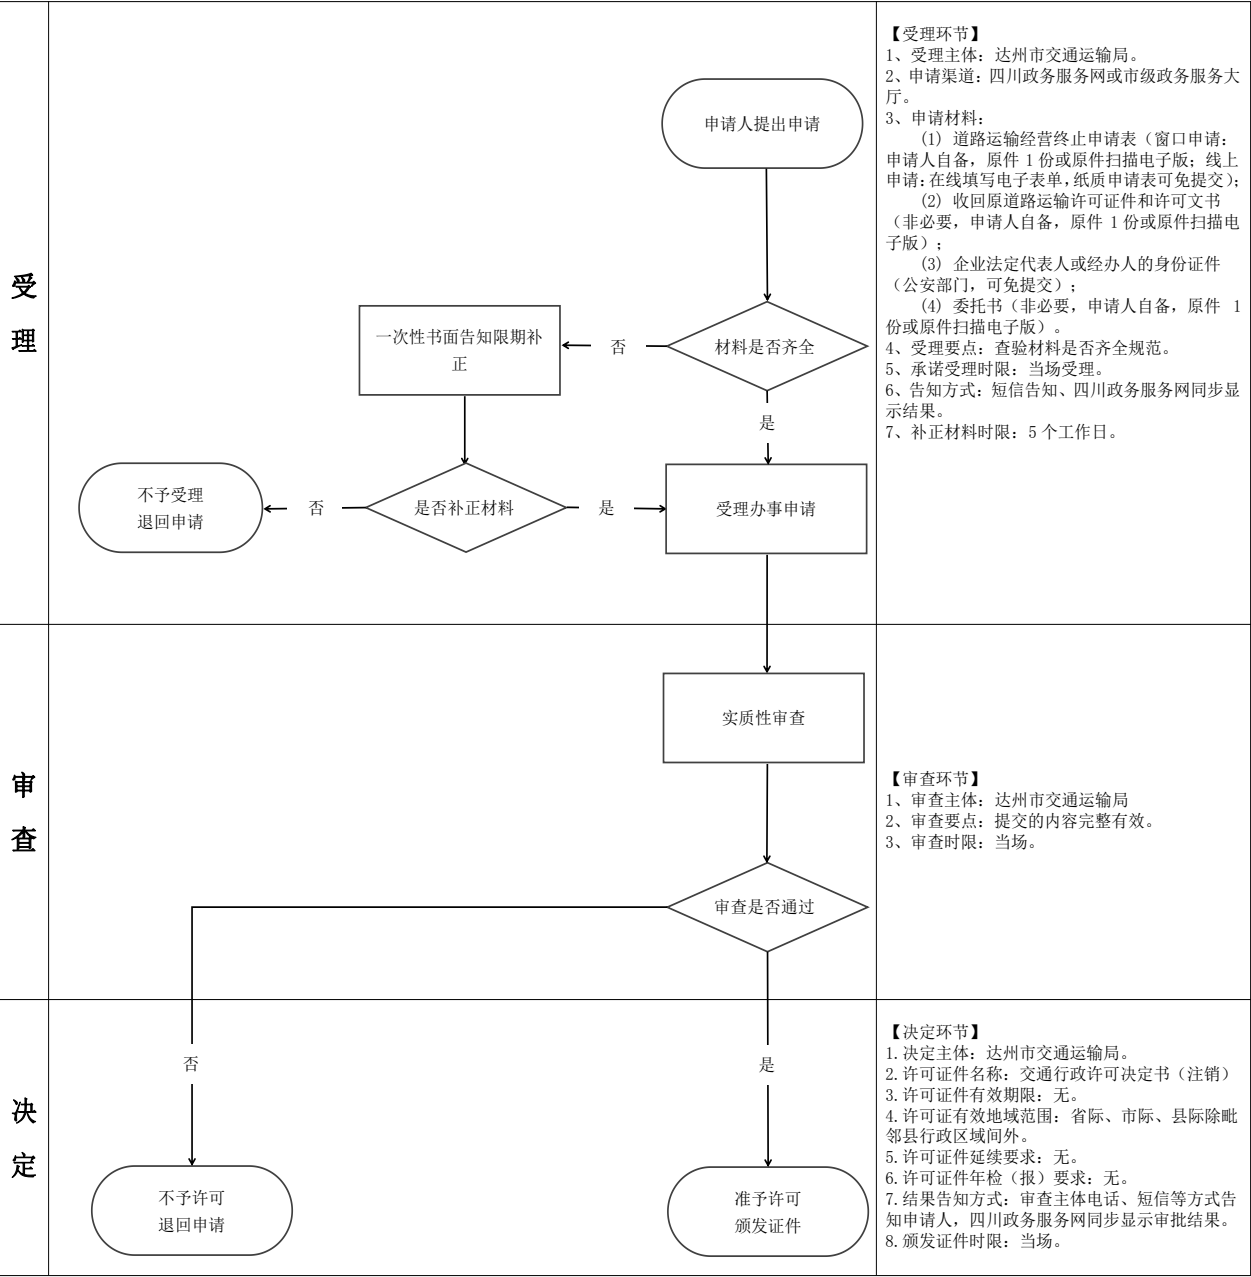 受
理
申请人提出申请
材料是否齐全
否
一次性书面告知限期补
正
是
是否补正材料
否
不予受理
退回申请
是
受理办事申请
【受理环节】
1、受理主体：达州市交通运输局。
2、申请渠道：四川政务服务网或市级政务服务大
厅。
3、申请材料：
(1) 道路运输经营终止申请表（窗口申请：
申请人自备，原件 1 份或原件扫描电子版；线上
申请：在线填写电子表单，纸质申请表可免提交）；
(2) 收回原道路运输许可证件和许可文书
（非必要，申请人自备，原件 1 份或原件扫描电
子版）；
(3) 企业法定代表人或经办人的身份证件
（公安部门，可免提交）；
(4) 委托书（非必要，申请人自备，原件 1
份或原件扫描电子版）。
4、受理要点：查验材料是否齐全规范。
5、承诺受理时限：当场受理。
6、告知方式：短信告知、四川政务服务网同步显
示结果。
7、补正材料时限：5 个工作日。
审
查
实质性审查
审查是否通过
【审查环节】
1、审查主体：达州市交通运输局
2、审查要点：提交的内容完整有效。
3、审查时限：当场。
决
定
否
是
不予许可
退回申请
准予许可
颁发证件
【决定环节】
1.决定主体：达州市交通运输局。
2.许可证件名称：交通行政许可决定书（注销）
3.许可证件有效期限：无。
4.许可证有效地域范围：省际、市际、县际除毗
邻县行政区域间外。
5.许可证件延续要求：无。
6.许可证件年检（报）要求：无。
7.结果告知方式：审查主体电话、短信等方式告
知申请人，四川政务服务网同步显示审批结果。
8.颁发证件时限：当场。